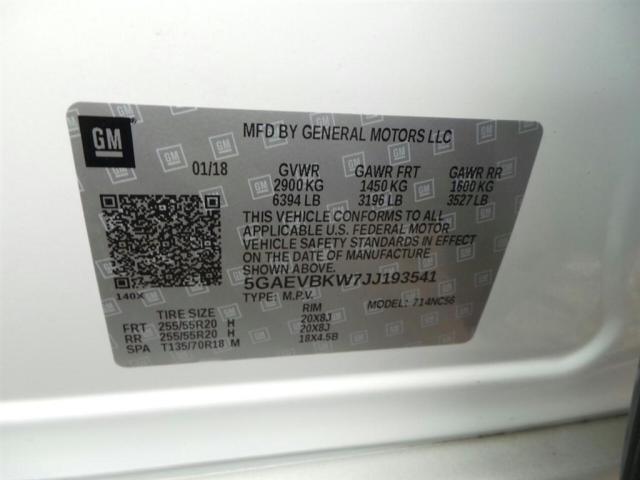 GM
MFD BY GENERAL MOTORS LLC
01/18 GVWR GAWR FRT GAWR RR
2900 KG 1450 KG 1600 KG
6394 LB 3196 LB 3527 LB
THIS VEHICLE CONFORMS TO ALL
APPLICABLE U.S. FEDERAL MOTOR
VEHICLE SAFETY STANDARDS IN EFFECT
ON THE DATE OF MANUFACTURE
SHOWN ABOVE.
5GAEVBKW7JJ193541
140X TYPE: M.P.V. MODEL: 714NC56
TIRE SIZE RIM
FRT 255/55R20 H 20X8J
RR 255/55R20 H 20X8J
SPA T135/70R18 M 18X4.5B